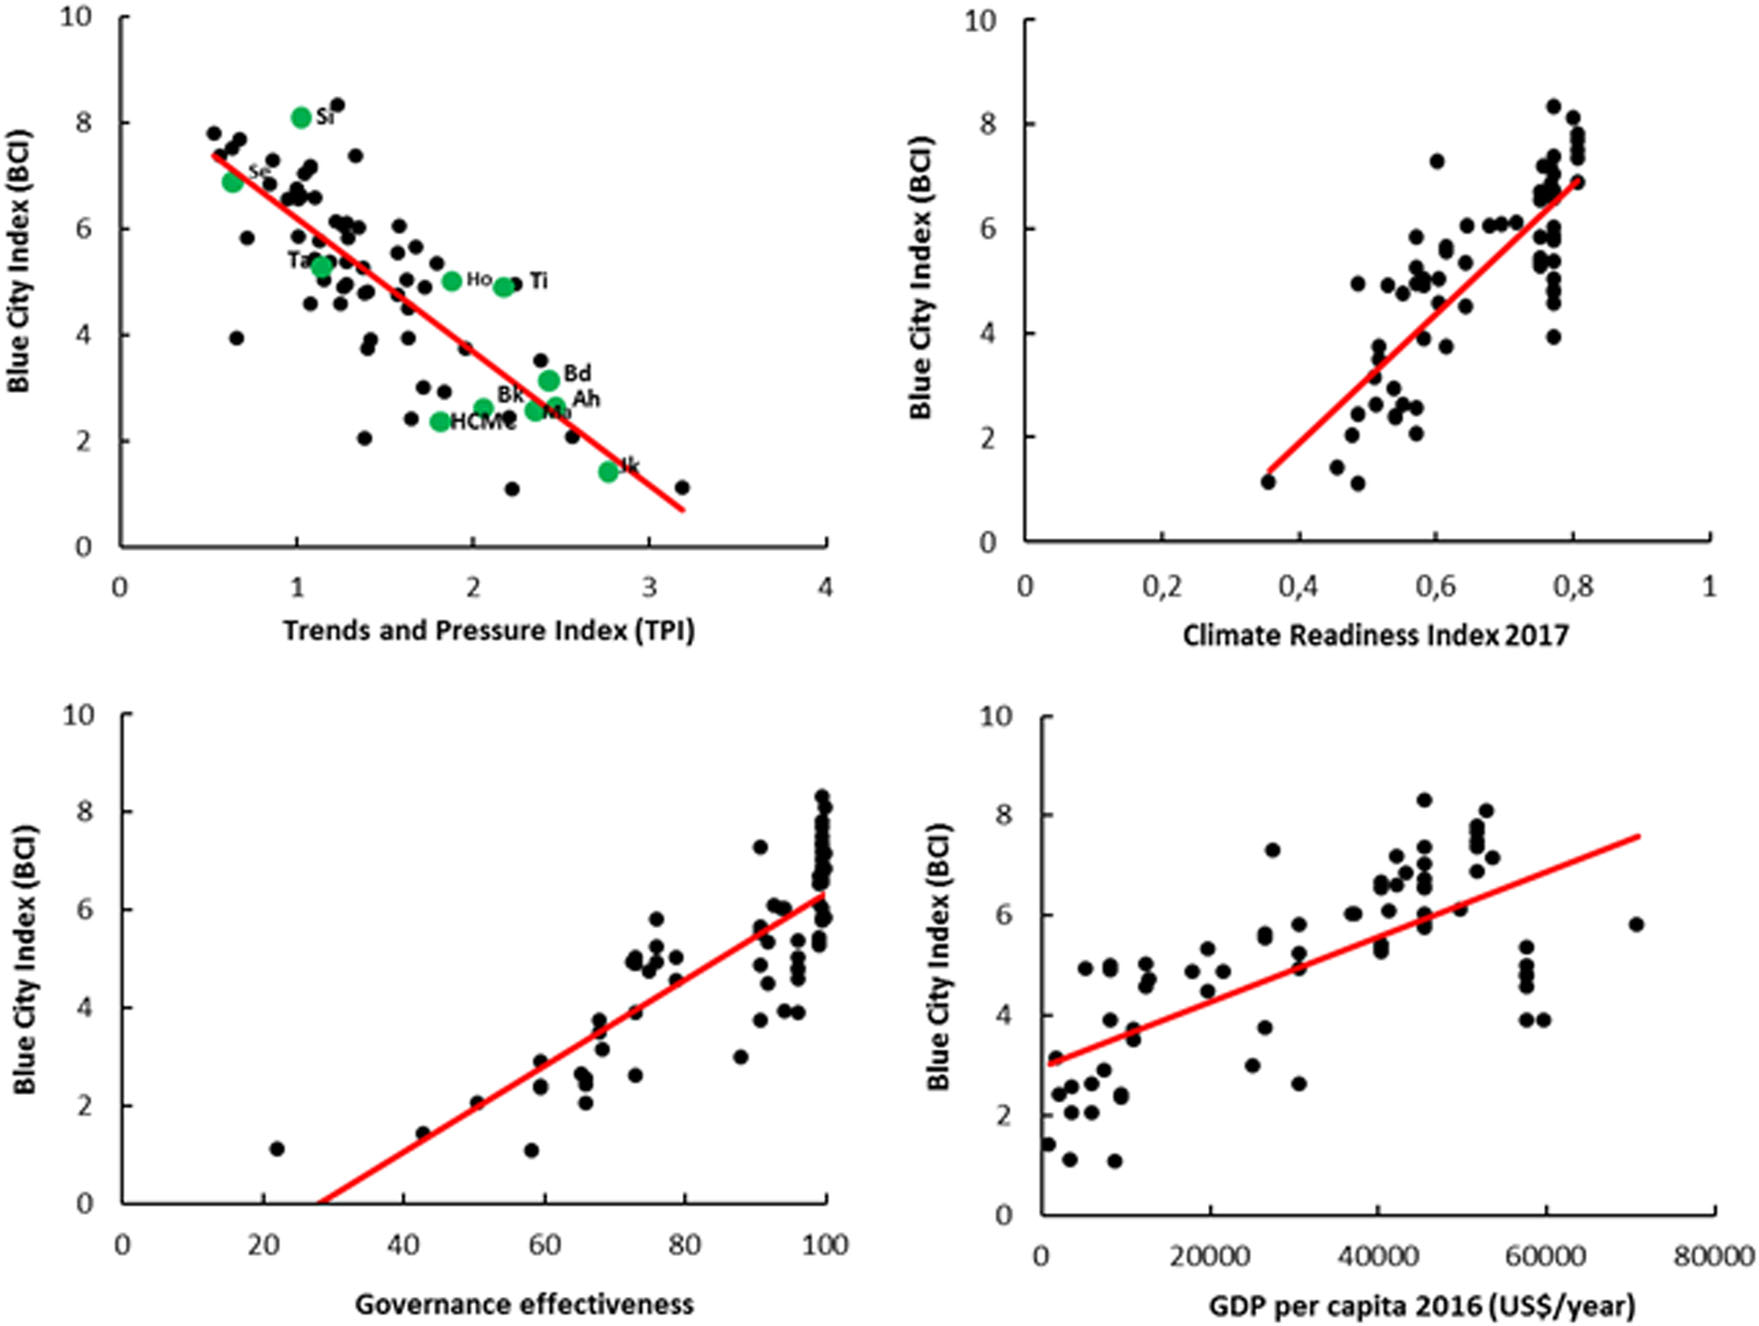 10
8
6
4
2
0
0 1 2 3 4
Blue City Index (BCI)
Trends and Pressure Index (TPI)
Si
Se
Ta
Ho
Ti
Bd
Bk
Ah
Ma
HCMC
Jk
10
8
6
4
2
0
0 0,2 0,4 0,6 0,8 1
Blue City Index (BCI)
Climate Readiness Index 2017
10
8
6
4
2
0
0 20 40 60 80 100
Blue City Index (BCI)
Governance effectiveness
10
8
6
4
2
0
0 20000 40000 60000 80000
Blue City Index (BCI)
GDP per capita 2016 (US$/year)